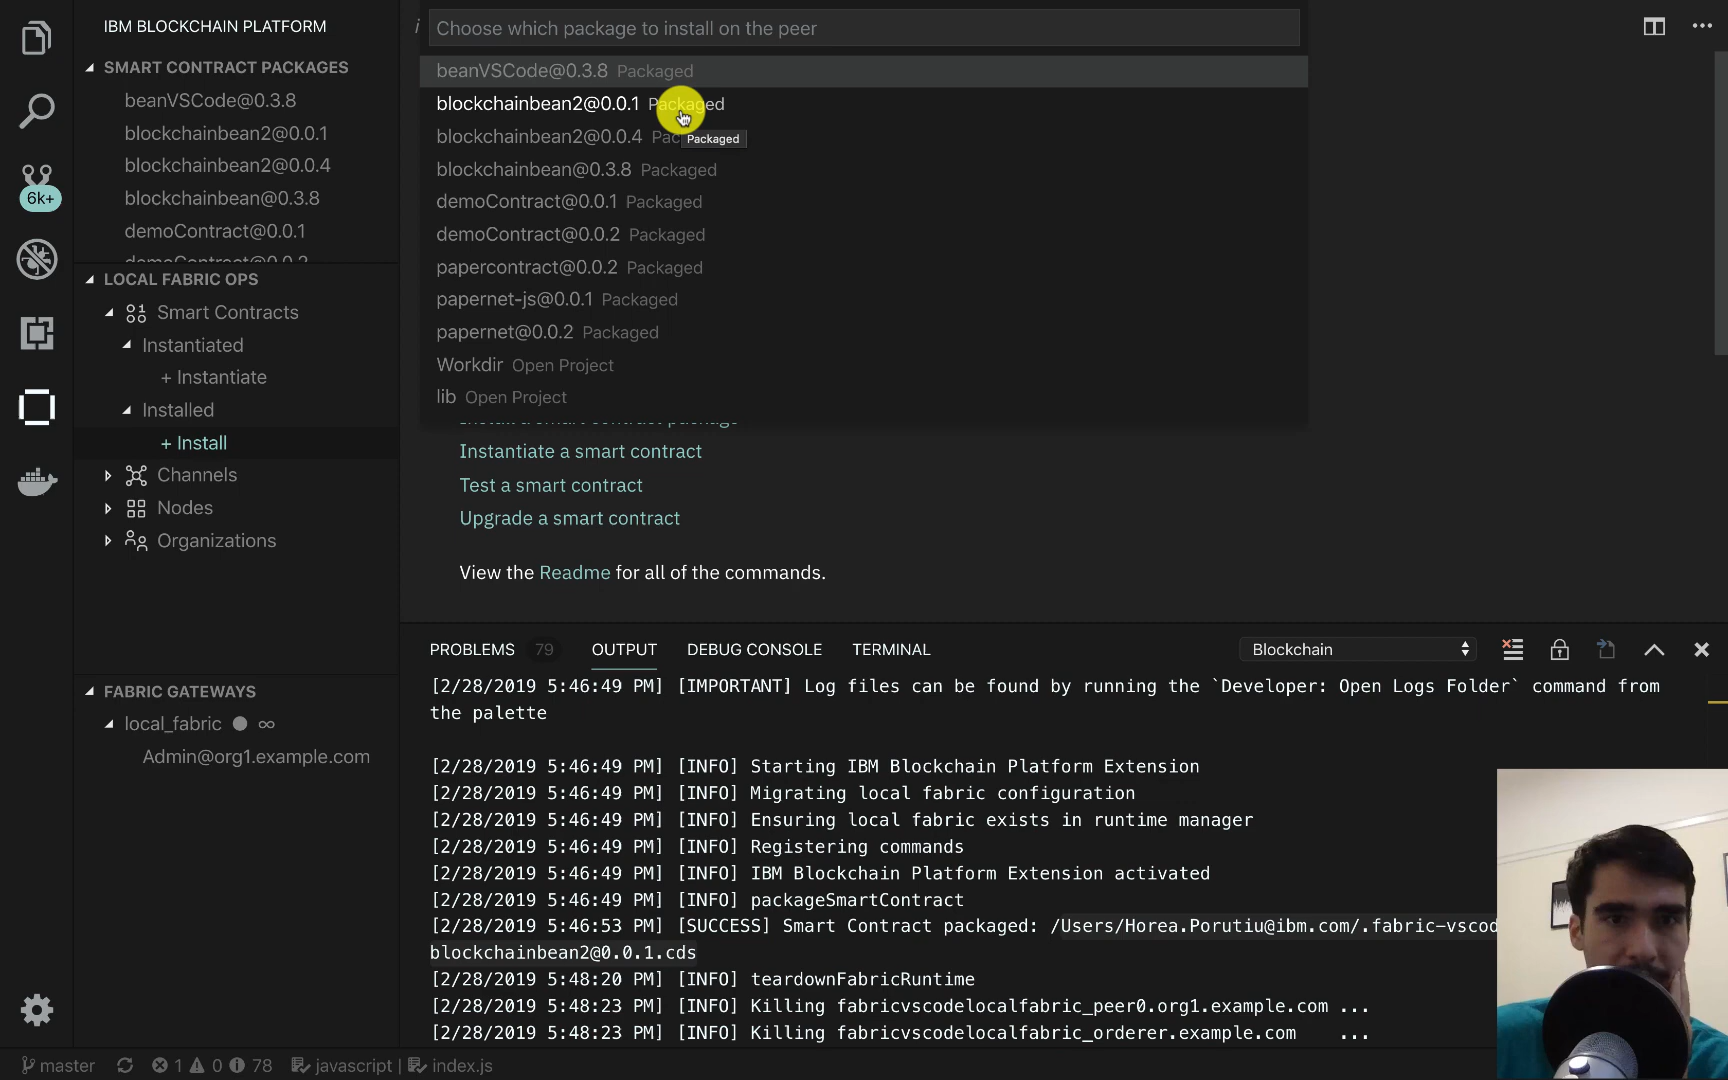 IBM BLOCKCHAIN PLATFORM
SMART CONTRACT PACKAGES
beanVSCode@0.3.8
blockchainbean2@0.0.1
blockchainbean2@0.0.4
blockchainbean@0.3.8
demoContract@0.0.1
demoContract@0.0.2
6k+
LOCAL FABRIC OPS
Smart Contracts
Instantiated
+ Instantiate
Installed
+ Install
Channels
Nodes
Organizations
FABRIC GATEWAYS
local_fabric
Admin@org1.example.com
Choose which package to install on the peer
beanVSCode@0.3.8 Packaged
blockchainbean2@0.0.1 Packaged
blockchainbean2@0.0.4 Pac
Packaged
blockchainbean@0.3.8 Packaged
demoContract@0.0.1 Packaged
demoContract@0.0.2 Packaged
papercontract@0.0.2 Packaged
papernet-js@0.0.1 Packaged
papernet@0.0.2 Packaged
Workdir Open Project
lib Open Project
Install a smart contract package
Instantiate a smart contract
Test a smart contract
Upgrade a smart contract
View the Readme for all of the commands.
PROBLEMS 79 OUTPUT DEBUG CONSOLE TERMINAL Blockchain
[2/28/2019 5:46:49 PM] [IMPORTANT] Log files can be found by running the `Developer: Open Logs Folder` command from
the palette
[2/28/2019 5:46:49 PM] [INFO] Starting IBM Blockchain Platform Extension
[2/28/2019 5:46:49 PM] [INFO] Migrating local fabric configuration
[2/28/2019 5:46:49 PM] [INFO] Ensuring local fabric exists in runtime manager
[2/28/2019 5:46:49 PM] [INFO] Registering commands
[2/28/2019 5:46:49 PM] [INFO] IBM Blockchain Platform Extension activated
[2/28/2019 5:46:49 PM] [INFO] packageSmartContract
[2/28/2019 5:46:53 PM] [SUCCESS] Smart Contract packaged: /Users/Horea.Porutiu@ibm.com/.fabric-vscod
blockchainbean2@0.0.1.cds
[2/28/2019 5:48:20 PM] [INFO] teardownFabricRuntime
[2/28/2019 5:48:23 PM] [INFO] Killing fabricvscodelocalfabric_peer0.org1.example.com ...
[2/28/2019 5:48:23 PM] [INFO] Killing fabricvscodelocalfabric_orderer.example.com ...
master 1 0 78 javascript | index.js